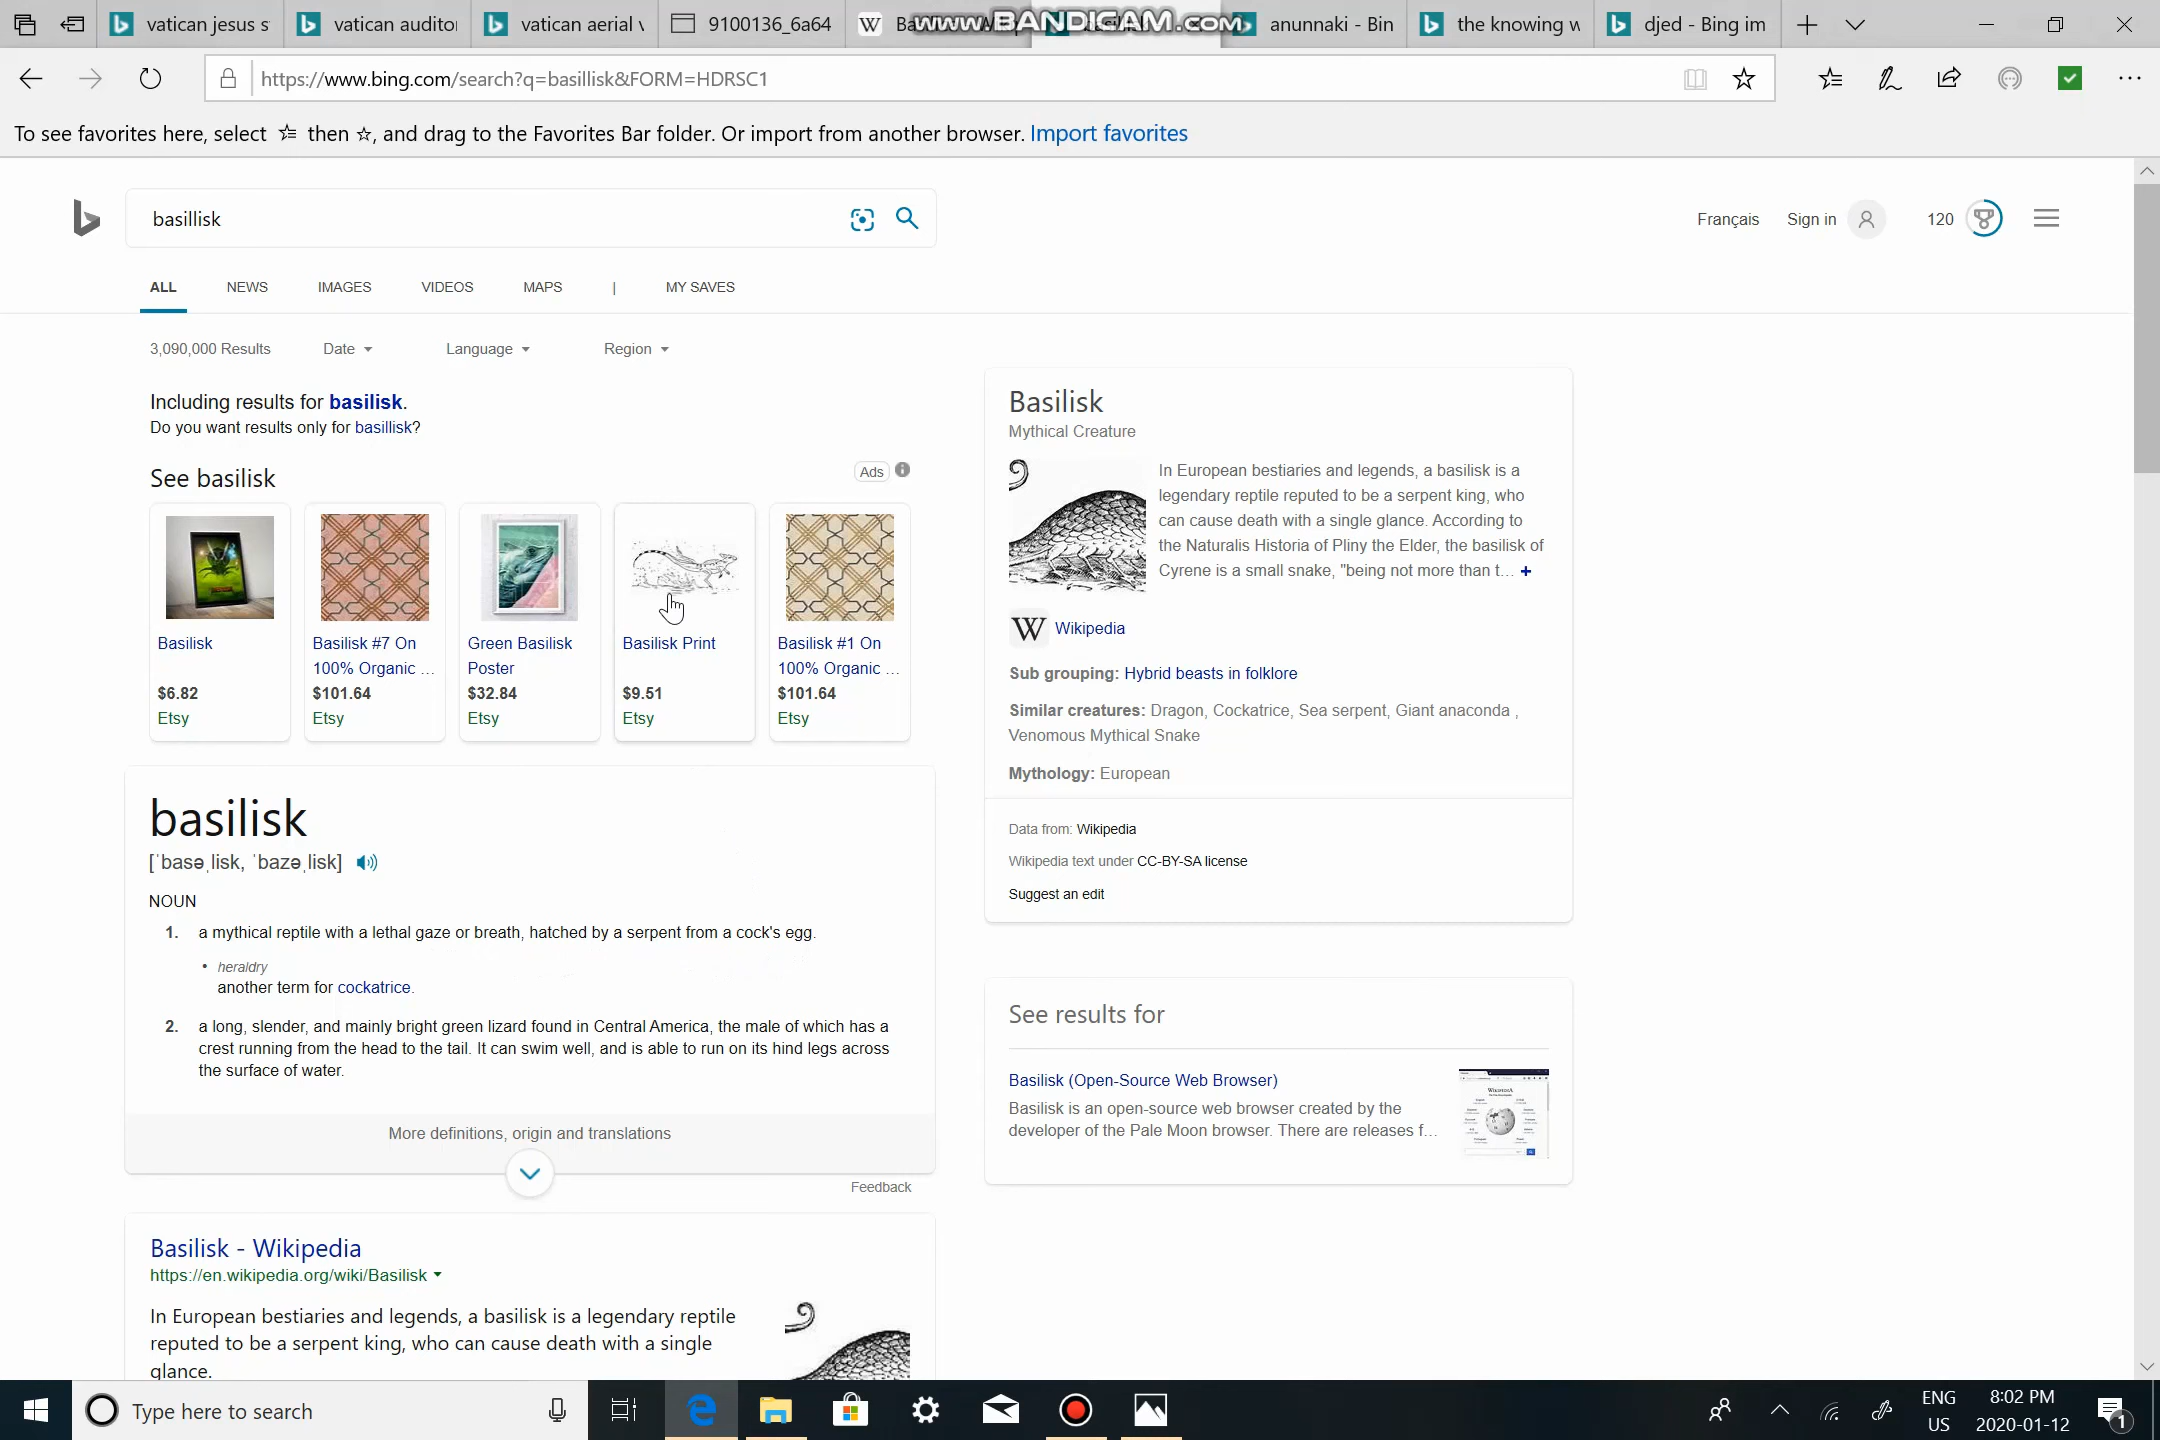 vatican jesus s
vatican auditor
vatican aerial v
9100136_6a64
www.BANDICAM.com
anunnaki - Bin
the knowing w
djed - Bing im
https://www.bing.com/search?q=basillisk&FORM=HDRSC1
To see favorites here, select then , and drag to the Favorites Bar folder. Or import from another browser. Import favorites
basillisk
Français Sign in 120
ALL NEWS IMAGES VIDEOS MAPS | MY SAVES
3,090,000 Results Date Language Region
Including results for basilisk.
Do you want results only for basillisk?
See basilisk
Ads
Basilisk
$6.82
Etsy
Basilisk #7 On
100% Organic ...
$101.64
Etsy
Green Basilisk
Poster
$32.84
Etsy
Basilisk Print
$9.51
Etsy
Basilisk #1 On
100% Organic ...
$101.64
Etsy
basilisk
[ˈbasəˌlisk, ˈbazəˌlisk]
NOUN
1. a mythical reptile with a lethal gaze or breath, hatched by a serpent from a cock's egg.
• heraldry
another term for cockatrice.
2. a long, slender, and mainly bright green lizard found in Central America, the male of which has a
crest running from the head to the tail. It can swim well, and is able to run on its hind legs across
the surface of water.
More definitions, origin and translations
Feedback
Basilisk - Wikipedia
https://en.wikipedia.org/wiki/Basilisk
In European bestiaries and legends, a basilisk is a legendary reptile
reputed to be a serpent king, who can cause death with a single
glance.
Basilisk
Mythical Creature
In European bestiaries and legends, a basilisk is a
legendary reptile reputed to be a serpent king, who
can cause death with a single glance. According to
the Naturalis Historia of Pliny the Elder, the basilisk of
Cyrene is a small snake, "being not more than t... +
W Wikipedia
Sub grouping: Hybrid beasts in folklore
Similar creatures: Dragon, Cockatrice, Sea serpent, Giant anaconda ,
Venomous Mythical Snake
Mythology: European
Data from: Wikipedia
Wikipedia text under CC-BY-SA license
Suggest an edit
See results for
Basilisk (Open-Source Web Browser)
Basilisk is an open-source web browser created by the
developer of the Pale Moon browser. There are releases f...
Type here to search
ENG
US
8:02 PM
2020-01-12
1